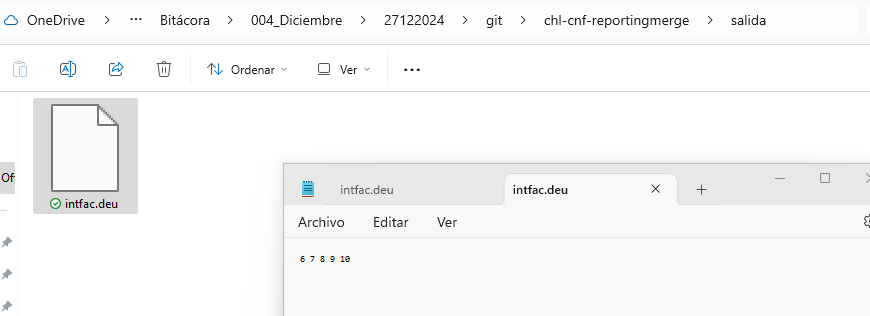 OneDrive > ... Bitácora > 004_Diciembre > 27122024 > git > chl-cnf-reportingmerge > salida
Ordenar Ver ...
intfac.deu
intfac.deu intfac.deu
Archivo Editar Ver
6 7 8 9 10